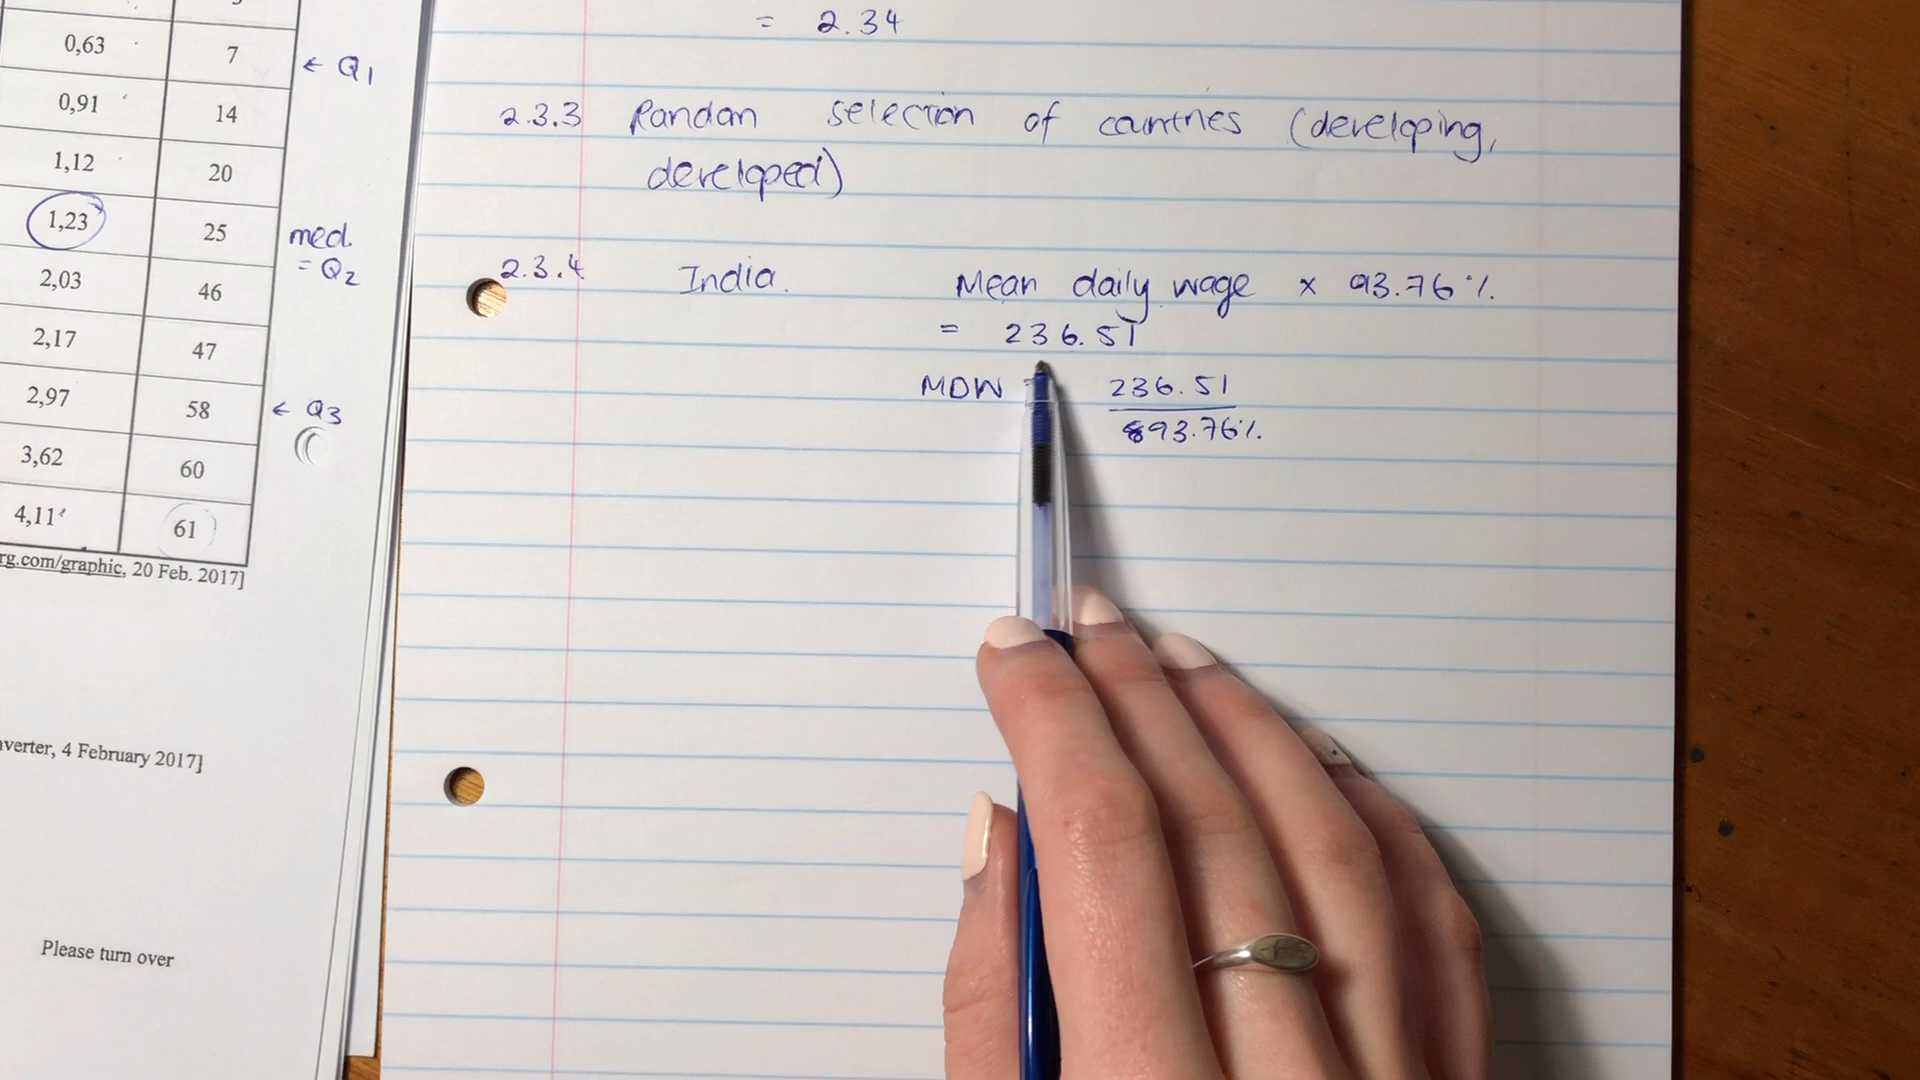 0,63 7 ← Q1
0,91 14
1,12 20
1,23 25 med.
= Q2
2,03 46
2,17 47
2,97 58 ← Q3
3,62 60
4,11 61
rg.com/graphic, 20 Feb. 2017]
verter, 4 February 2017]
Please turn over
= 2.34
2.3.3 Randan selection of countries (developing,
developed)
2.3.4 India. Mean daily wage × 93.76%.
= 236.51
MDW = 236.51
93.76%.